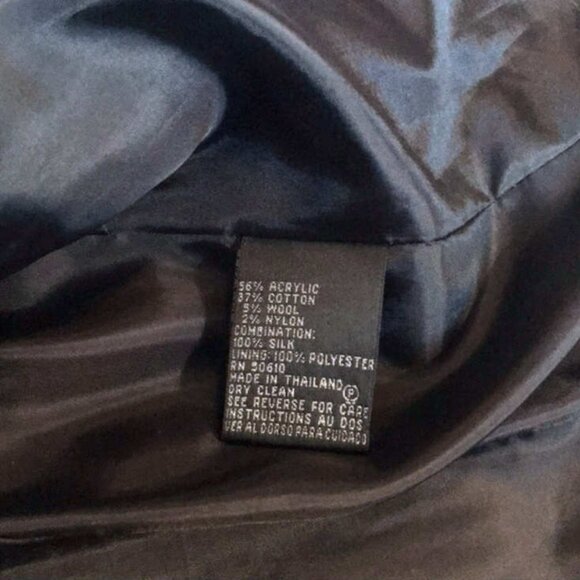 56% ACRYLIC
37% COTTON
5% WOOL
2% NYLON
COMBINATION:
100% SILK
LINING: 100% POLYESTER
RN 30610
MADE IN THAILAND
DRY CLEAN P
SEE REVERSE FOR CARE
INSTRUCTIONS AU DOS
VER AL DORSO PARA CUIDADO